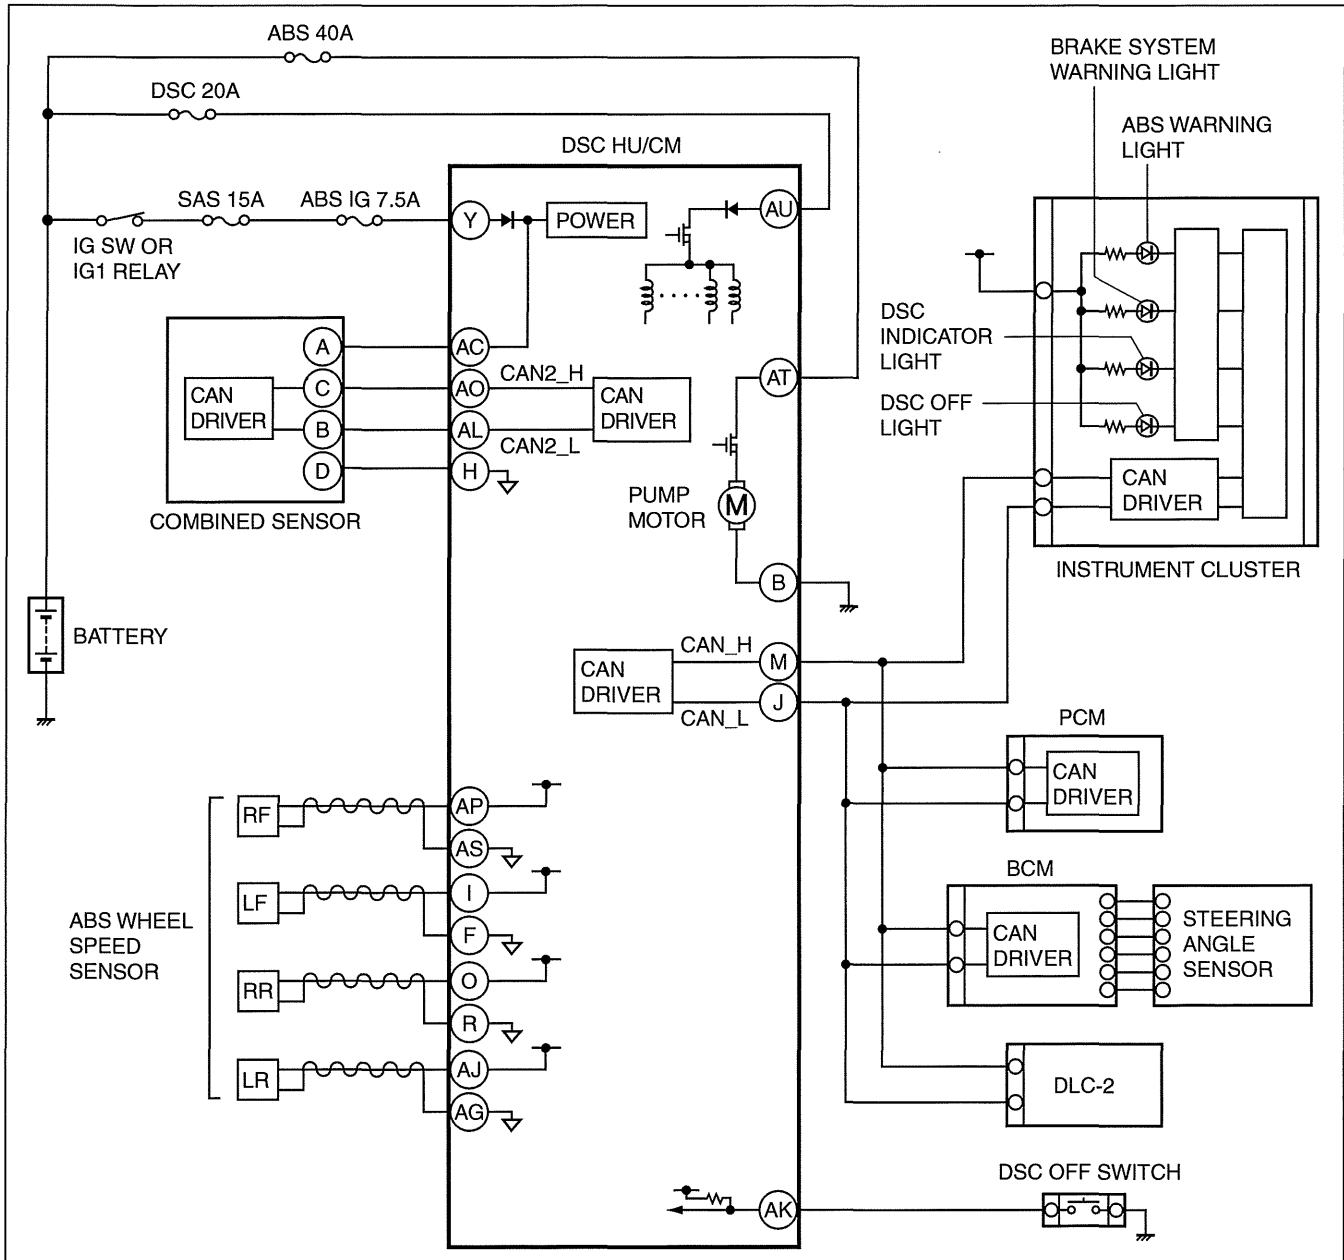 ABS 40A
DSC 20A
DSC HU/CM
BRAKE SYSTEM
WARNING LIGHT
ABS WARNING
LIGHT
SAS 15A
ABS IG 7.5A
Y
POWER
AU
IG SW OR
IG1 RELAY
DSC
INDICATOR
LIGHT
DSC OFF
LIGHT
A
AC
CAN
DRIVER
C
AO
CAN2_H
CAN
DRIVER
B
AL
CAN2_L
D
H
COMBINED SENSOR
AT
PUMP
MOTOR
M
B
CAN
DRIVER
INSTRUMENT CLUSTER
BATTERY
CAN
DRIVER
CAN_H
M
CAN_L
J
PCM
CAN
DRIVER
BCM
CAN
DRIVER
STEERING
ANGLE
SENSOR
DLC-2
ABS WHEEL
SPEED
SENSOR
RF
AP
AS
LF
I
F
RR
O
R
LR
AJ
AG
DSC OFF SWITCH
AK